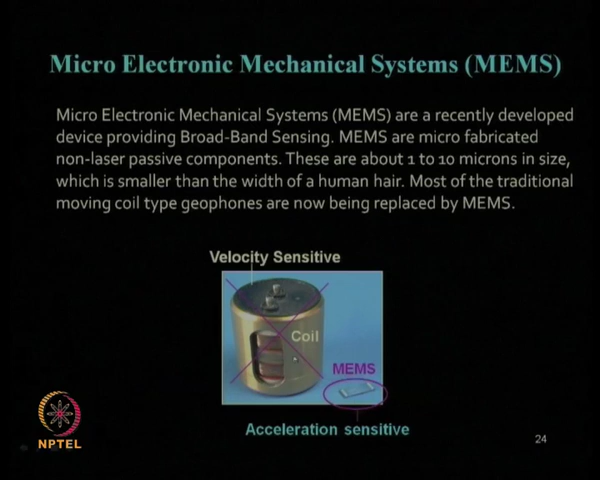 Micro Electronic Mechanical Systems (MEMS)
Micro Electronic Mechanical Systems (MEMS) are a recently developed
device providing Broad-Band Sensing. MEMS are micro fabricated
non-laser passive components. These are about 1 to 10 microns in size,
which is smaller than the width of a human hair. Most of the traditional
moving coil type geophones are now being replaced by MEMS.
Velocity Sensitive
Coil
MEMS
Acceleration sensitive
NPTEL
24